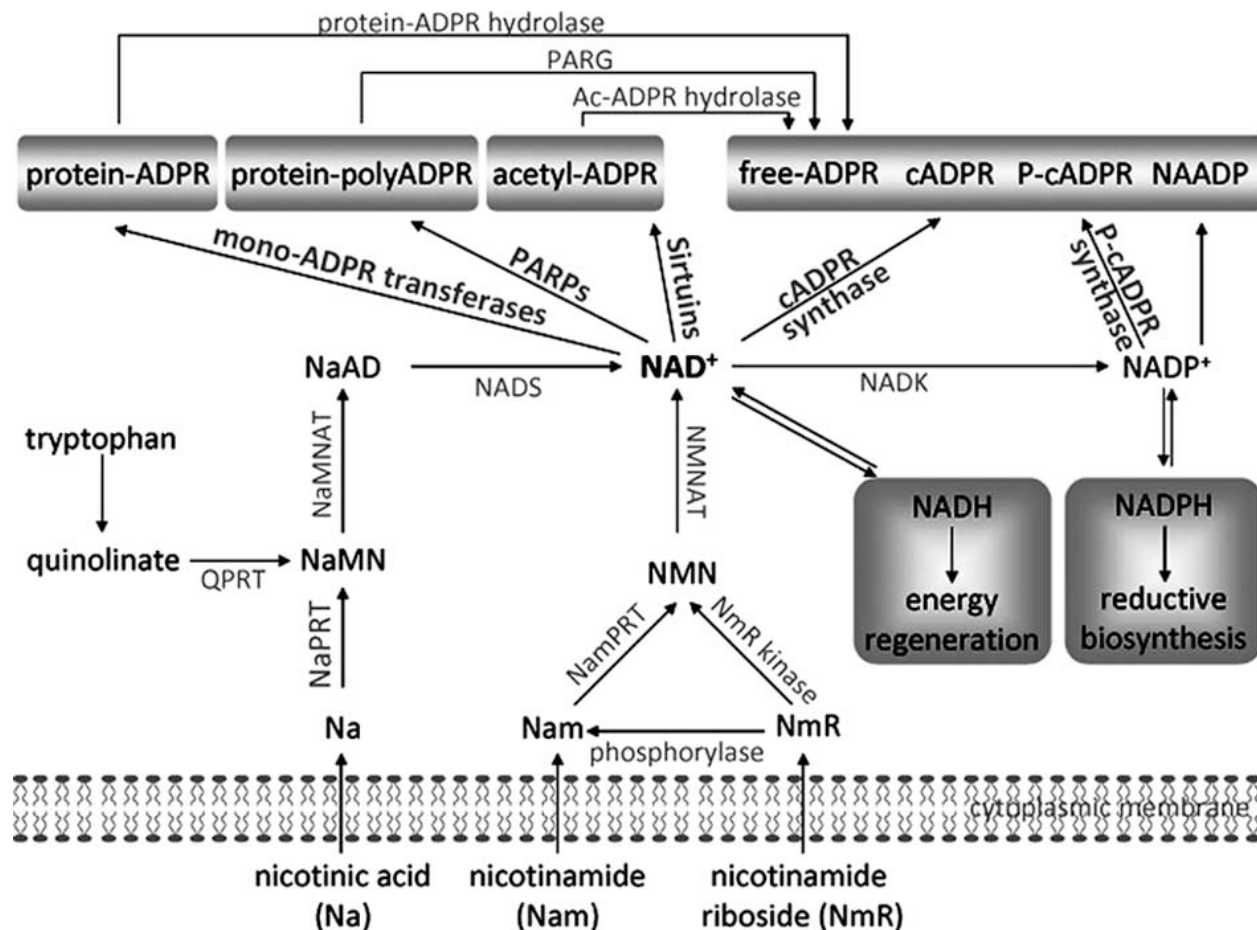 protein-ADPR hydrolase
PARG
Ac-ADPR hydrolase
protein-ADPR
protein-polyADPR
acetyl-ADPR
free-ADPR cADPR P-cADPR NAADP
mono-ADPR transferases
PARPs
Sirtuins
cADPR
synthase
P-cADPR
synthase
NaAD
NADS
NAD⁺
NADK
NADP⁺
tryptophan
NaMNAT
NMNAT
NADH
energy
regeneration
NADPH
reductive
biosynthesis
quinolinate
QPRT
NaMN
NMN
NaPRT
NamPRT
NmR kinase
Na
Nam
phosphorylase
NmR
cytoplasmic membrane
nicotinic acid
(Na)
nicotinamide
(Nam)
nicotinamide
riboside (NmR)